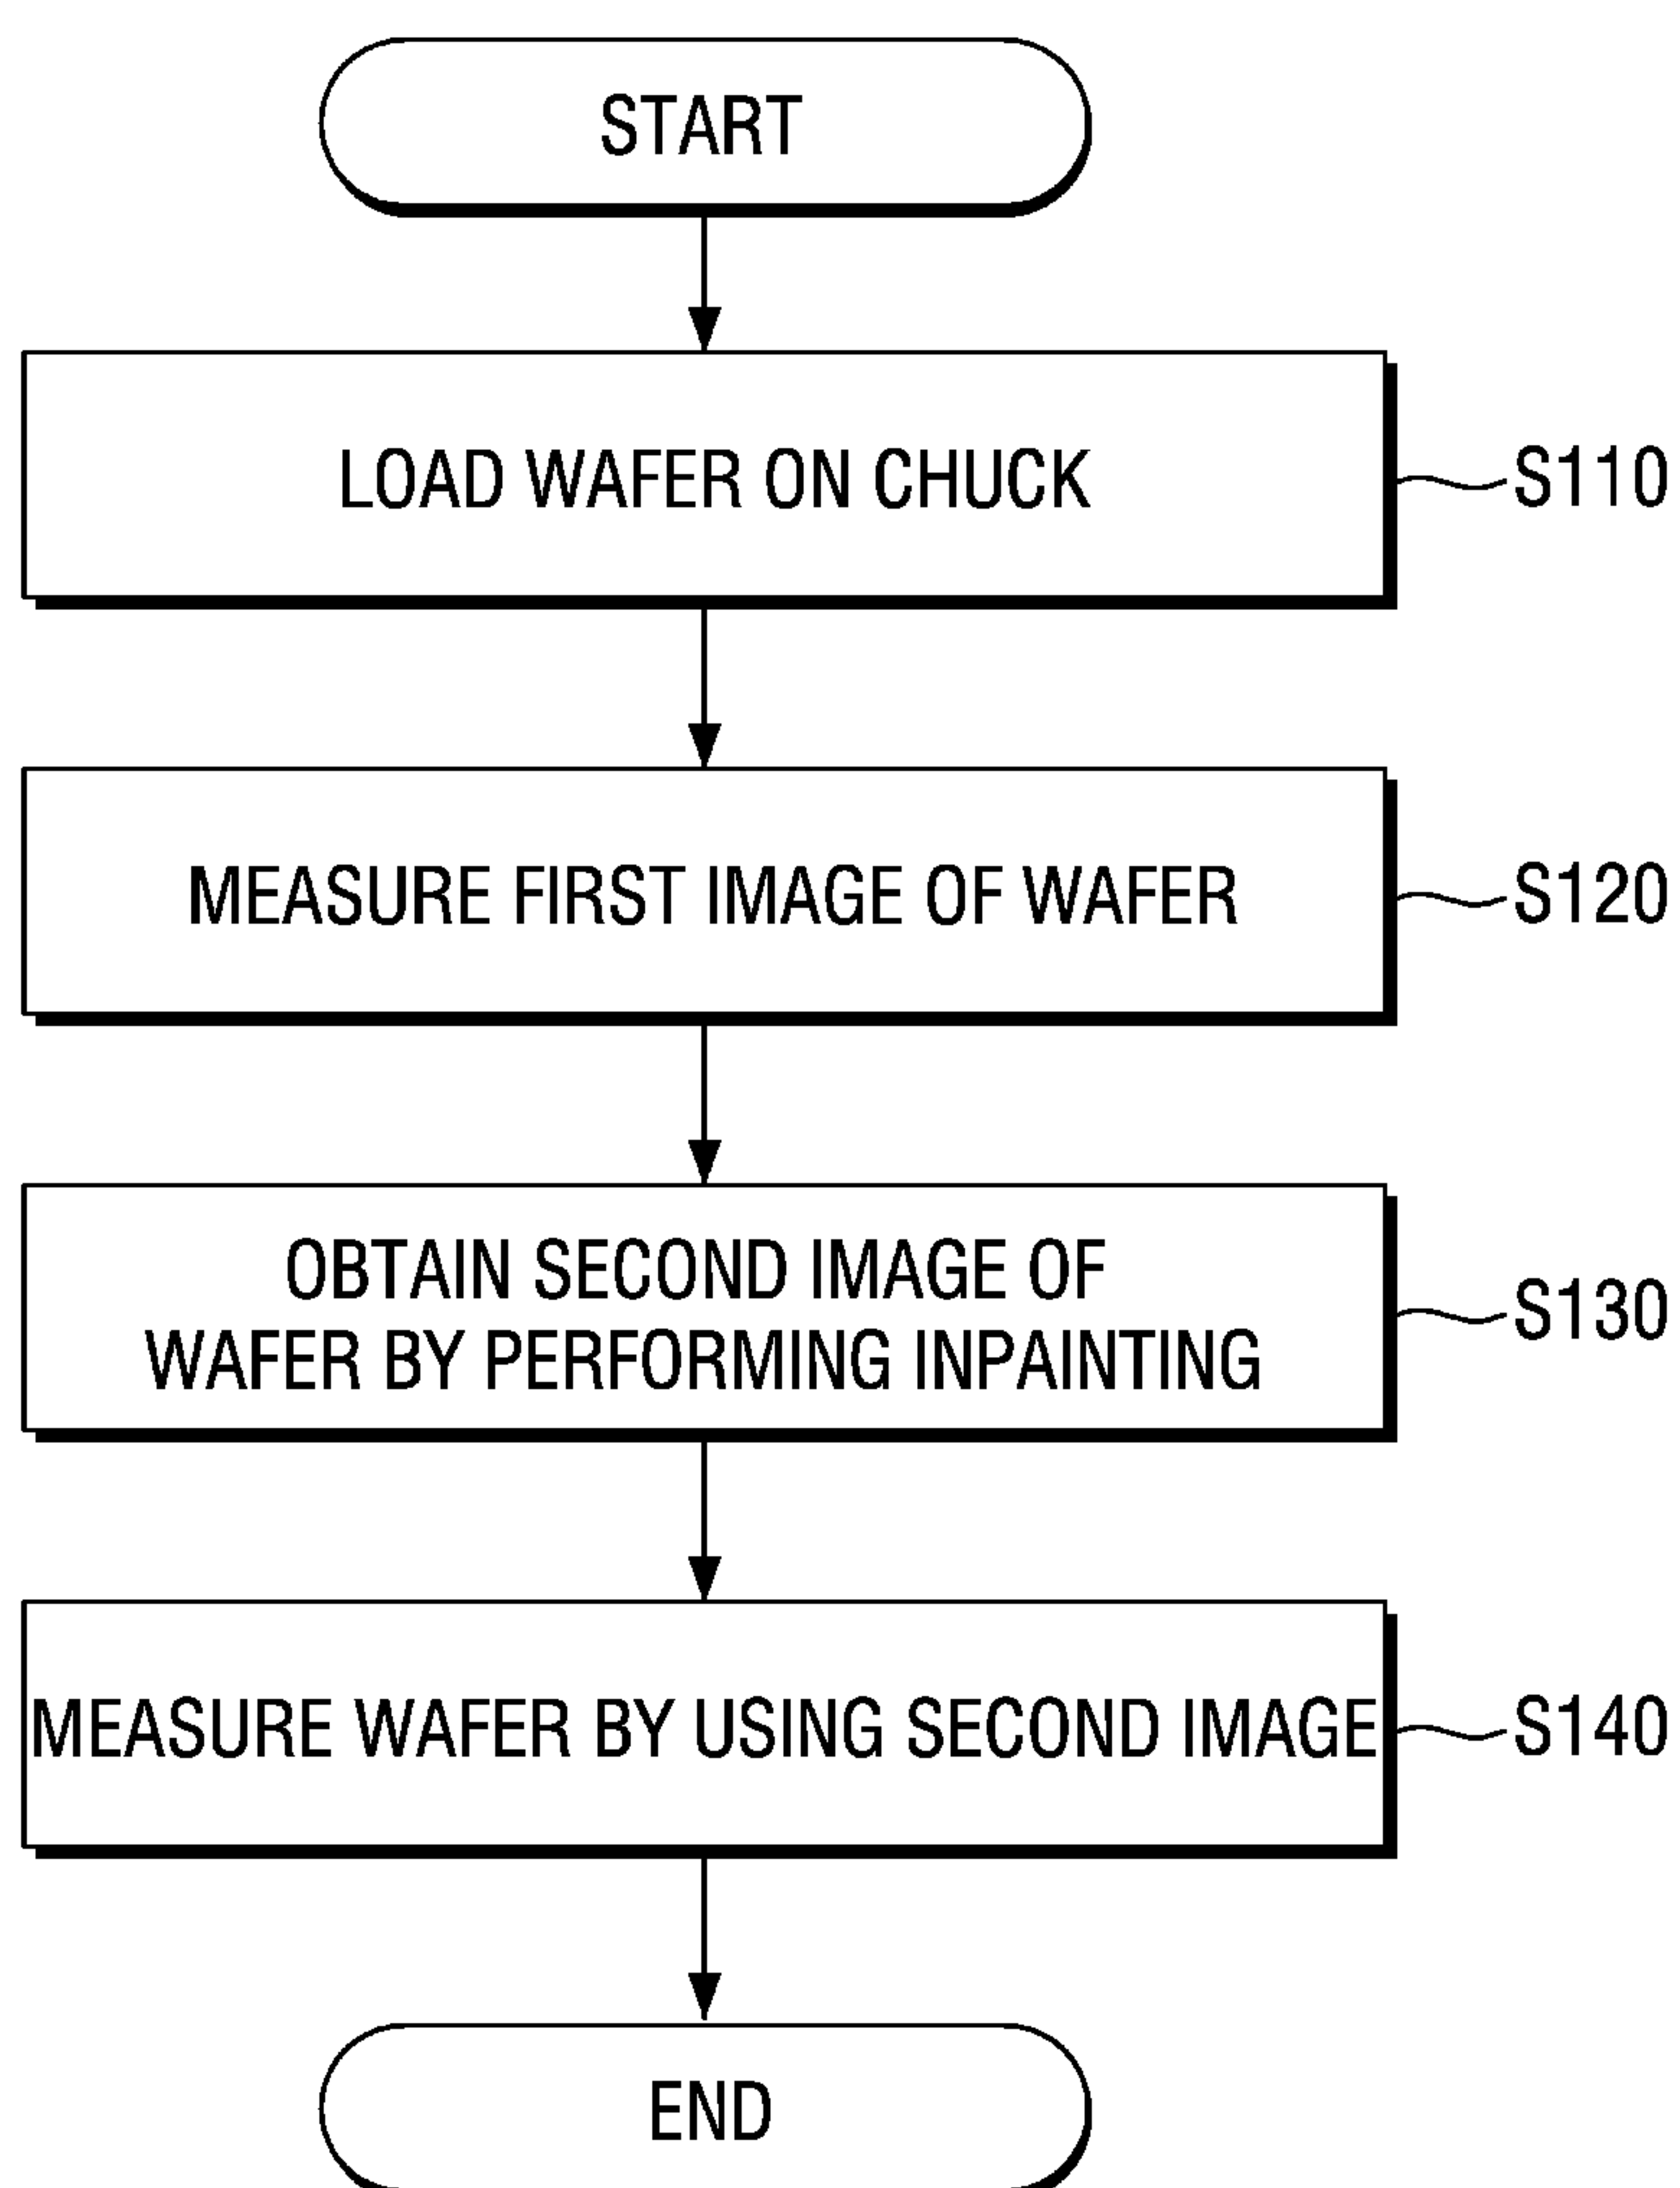 START
LOAD WAFER ON CHUCK
S110
MEASURE FIRST IMAGE OF WAFER
S120
OBTAIN SECOND IMAGE OF
WAFER BY PERFORMING INPAINTING
S130
MEASURE WAFER BY USING SECOND IMAGE
S140
END